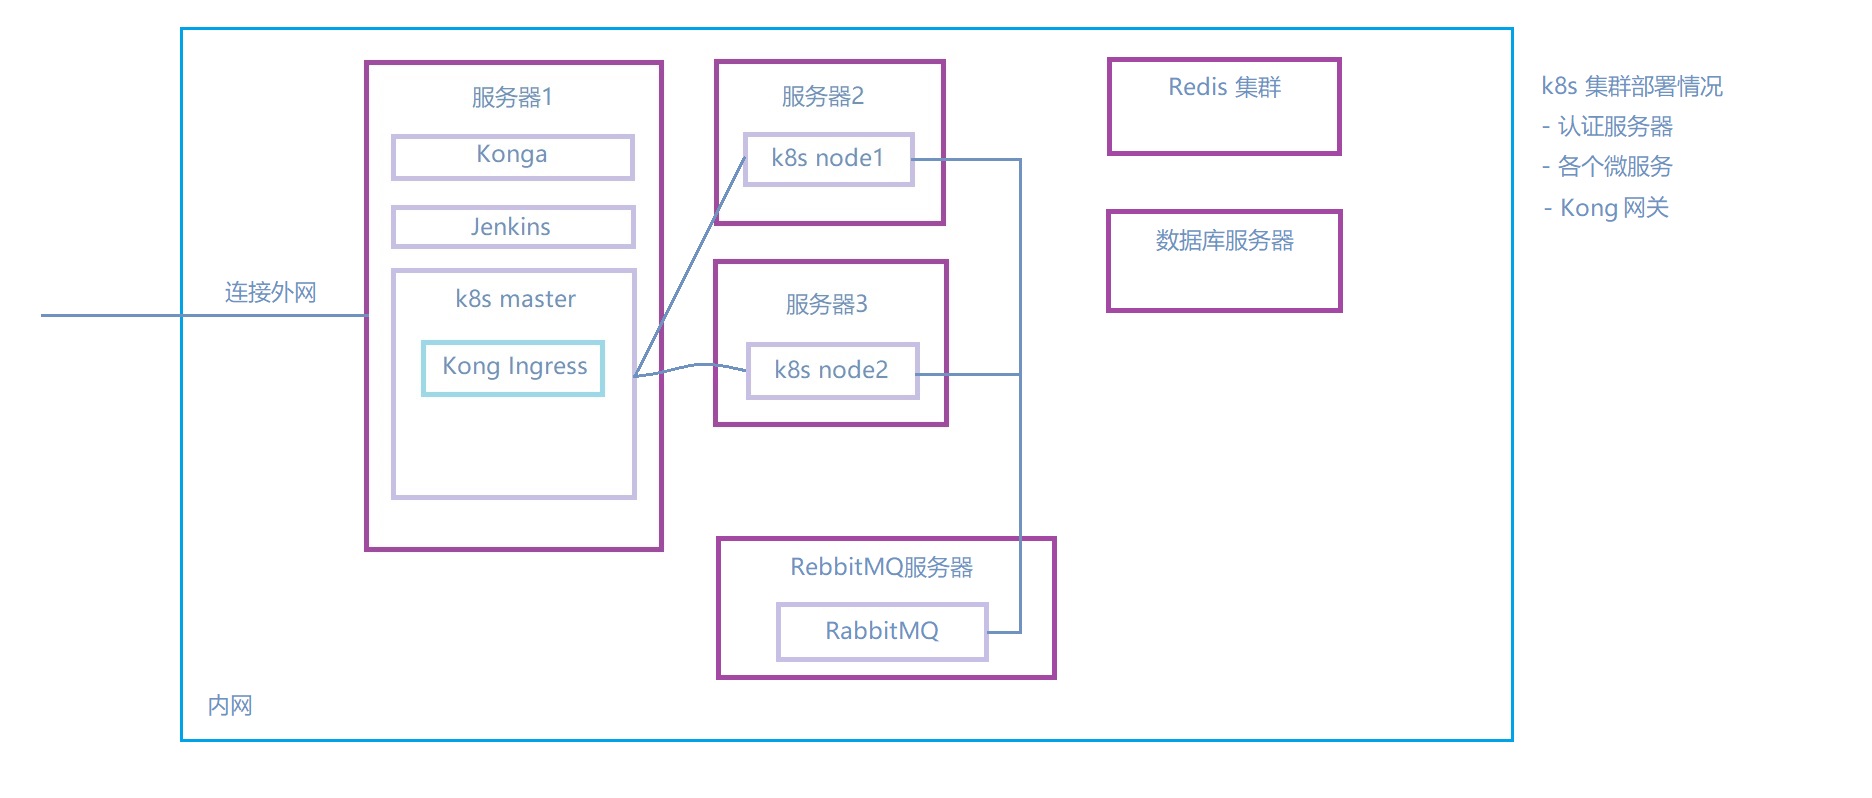 服务器1
Konga
Jenkins
k8s master
Kong Ingress
连接外网
服务器2
k8s node1
服务器3
k8s node2
RebbitMQ服务器
RabbitMQ
Redis 集群
数据库服务器
内网
k8s 集群部署情况
- 认证服务器
- 各个微服务
- Kong 网关